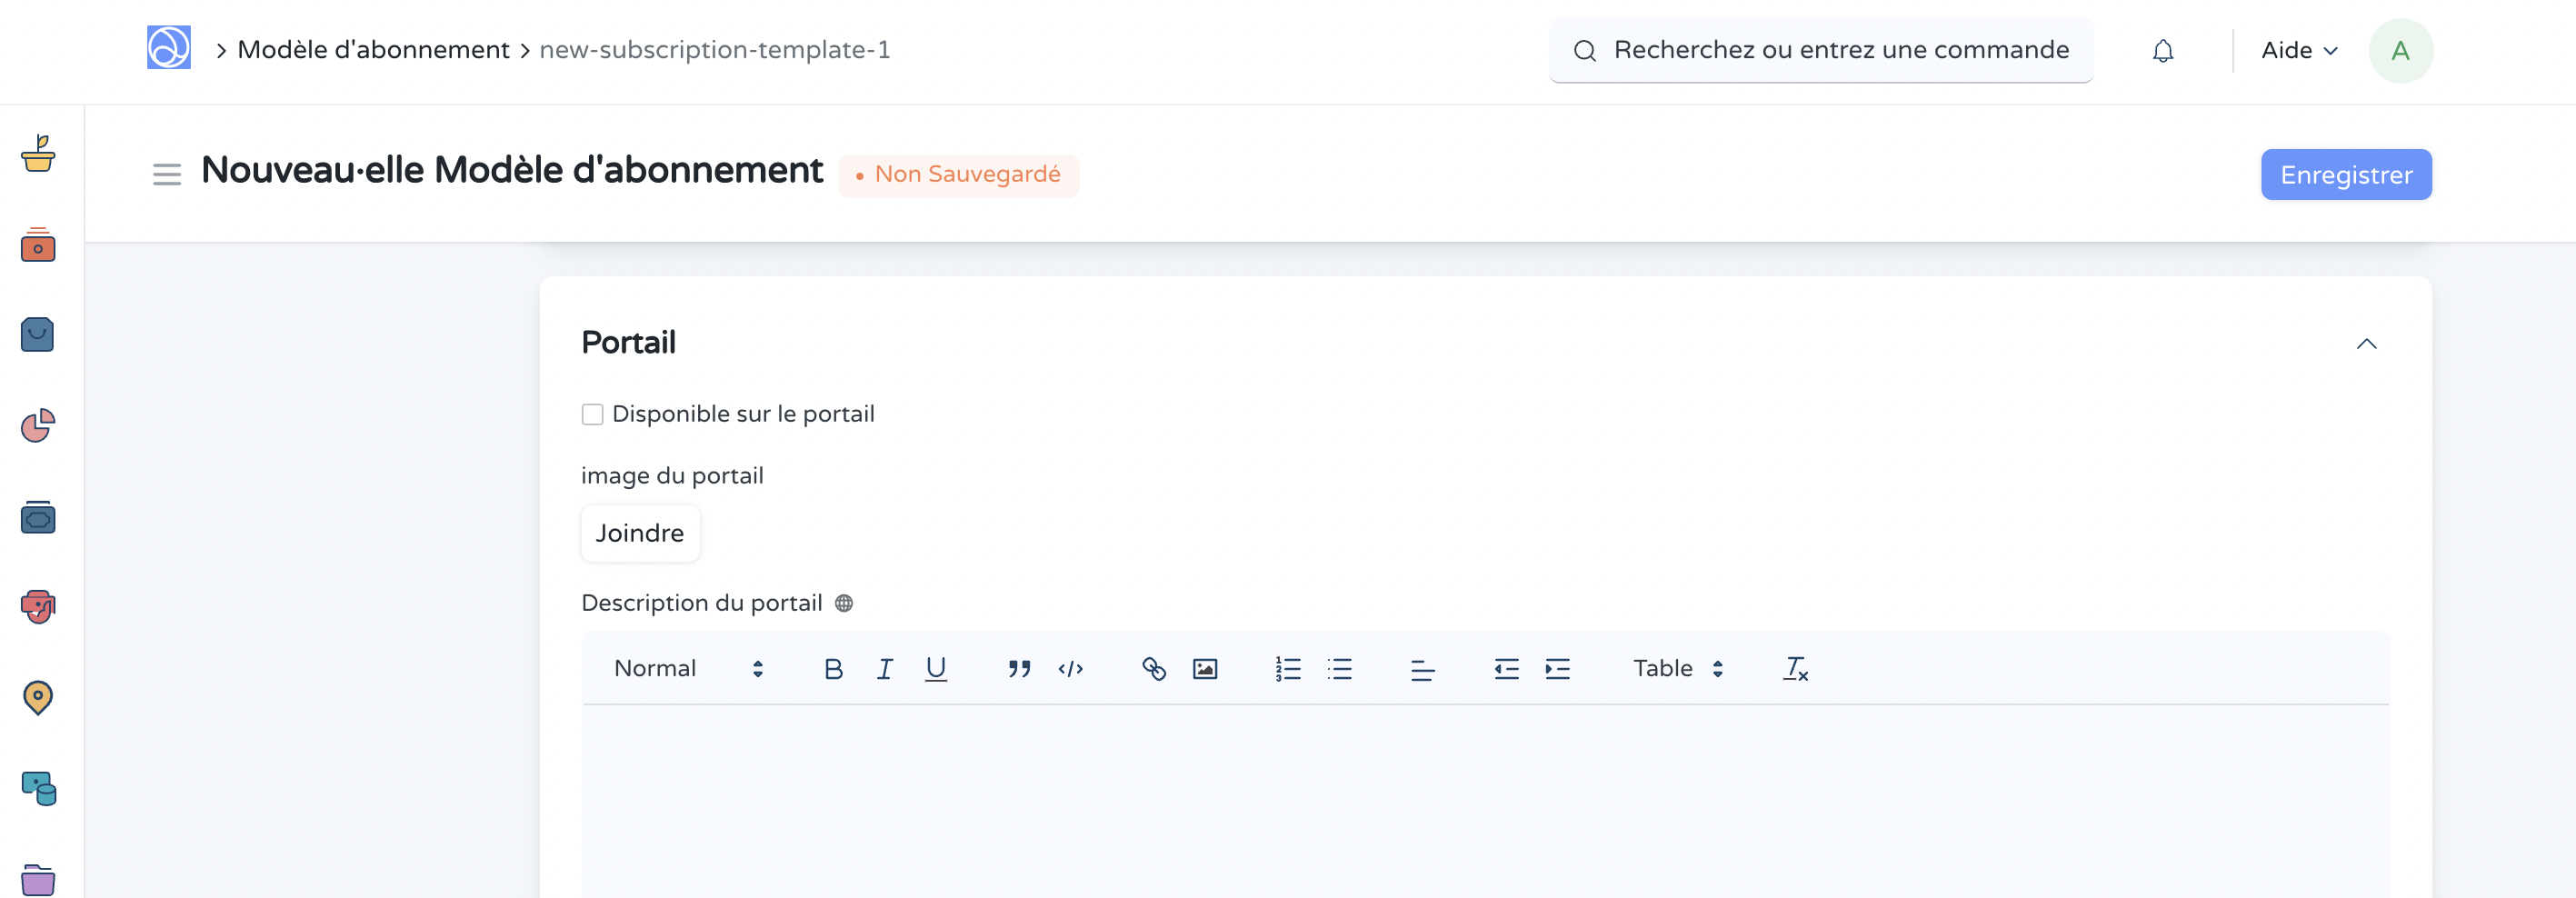 Modèle d'abonnement new-subscription-template-1 Recherchez ou entrez une commande Aide A
Nouveau·elle Modèle d'abonnement Non Sauvegardé Enregistrer
Portail
Disponible sur le portail
image du portail
Joindre
Description du portail
Normal Table